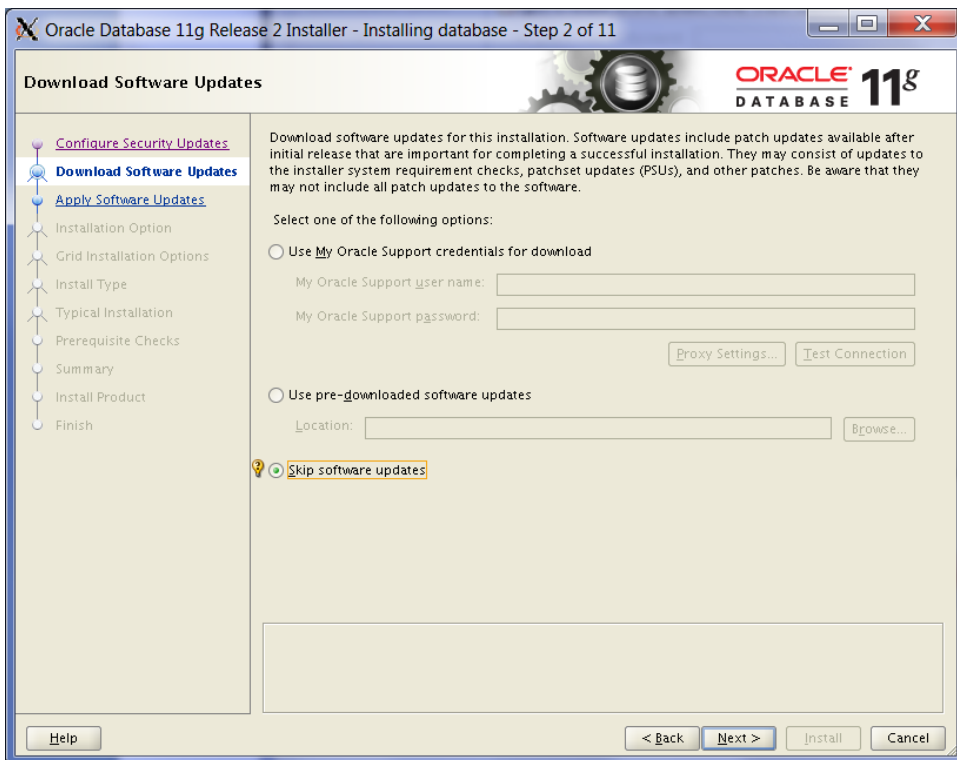 Oracle Database 11g Release 2 Installer - Installing database - Step 2 of 11
Download Software Updates
ORACLE
DATABASE
11g
Configure Security Updates
Download Software Updates
Apply Software Updates
Installation Option
Grid Installation Options
Install Type
Typical Installation
Prerequisite Checks
Summary
Install Product
Finish
Download software updates for this installation. Software updates include patch updates available after
initial release that are important for completing a successful installation. They may consist of updates to
the installer system requirement checks, patchset updates (PSUs), and other patches. Be aware that they
may not include all patch updates to the software.
Select one of the following options:
Use My Oracle Support credentials for download
My Oracle Support user name:
My Oracle Support password:
Proxy Settings...
Test Connection
Use pre-downloaded software updates
Location:
Browse...
Skip software updates
Help
< Back
Next >
Install
Cancel